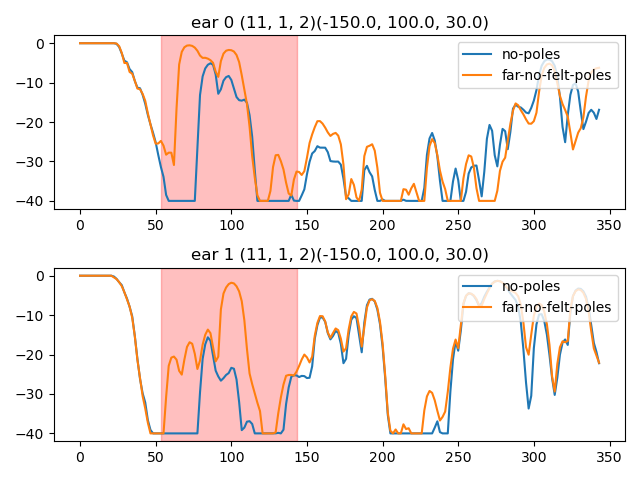 ear 0 (11, 1, 2)(-150.0, 100.0, 30.0)
0
−10
−20
−30
−40
no-poles
far-no-felt-poles
0 50 100 150 200 250 300 350
ear 1 (11, 1, 2)(-150.0, 100.0, 30.0)
0
−10
−20
−30
−40
no-poles
far-no-felt-poles
0 50 100 150 200 250 300 350